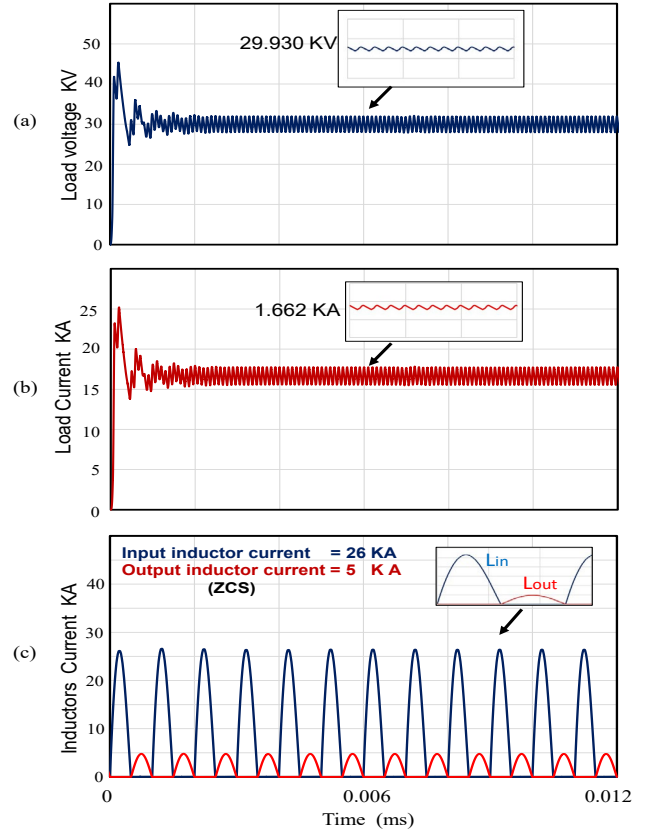 (a)
Load voltage KV
50
40
30
20
10
0
29.930 KV
(b)
Load Current KA
25
20
15
10
5
0
1.662 KA
(c)
Inductors Current KA
40
30
25
10
5
0
Input inductor current = 26 KA
Output inductor current = 5 K A
(ZCS)
Lin
Lout
0
0.006
0.012
Time (ms)